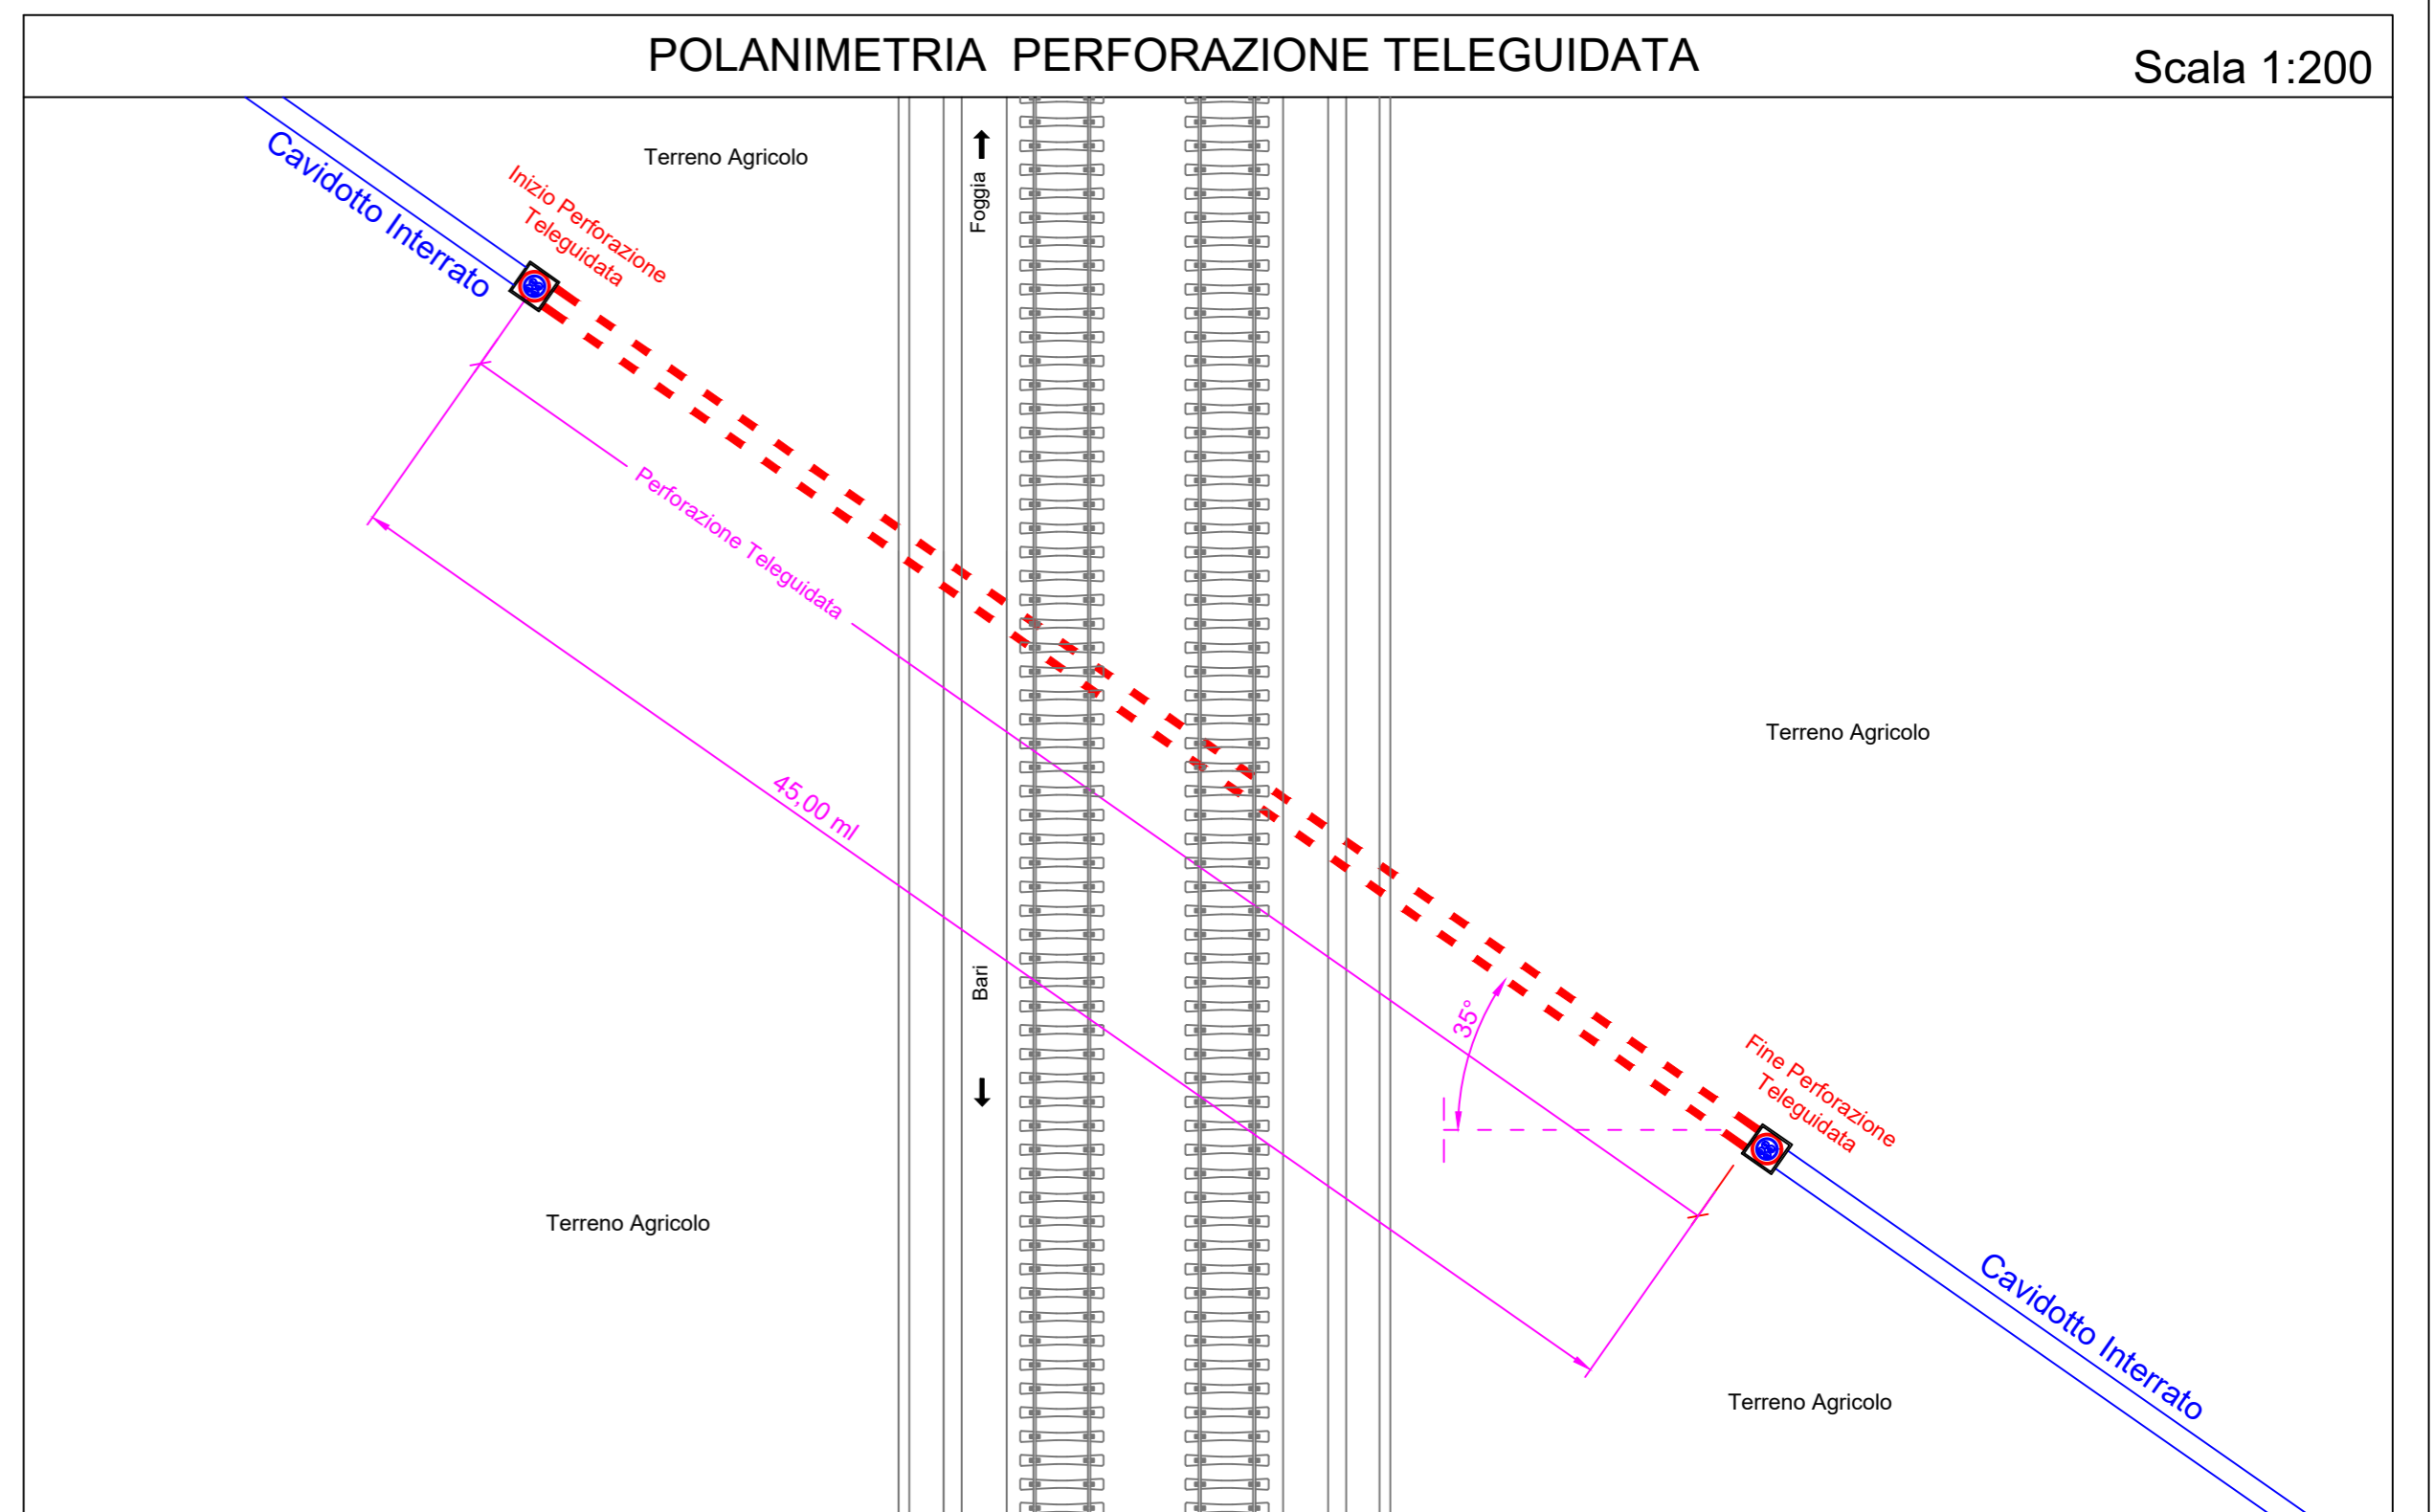 POLANIMETRIA PERFORAZIONE TELEGUIDATA
Scala 1:200
Cavidotto Interrato
Inizio Perforazione
Teleguidata
Terreno Agricolo
Foggia
Perforazione Teleguidata
45,00 ml
Terreno Agricolo
Bari
35°
Fine Perforazione
Teleguidata
Terreno Agricolo
Cavidotto Interrato
Terreno Agricolo